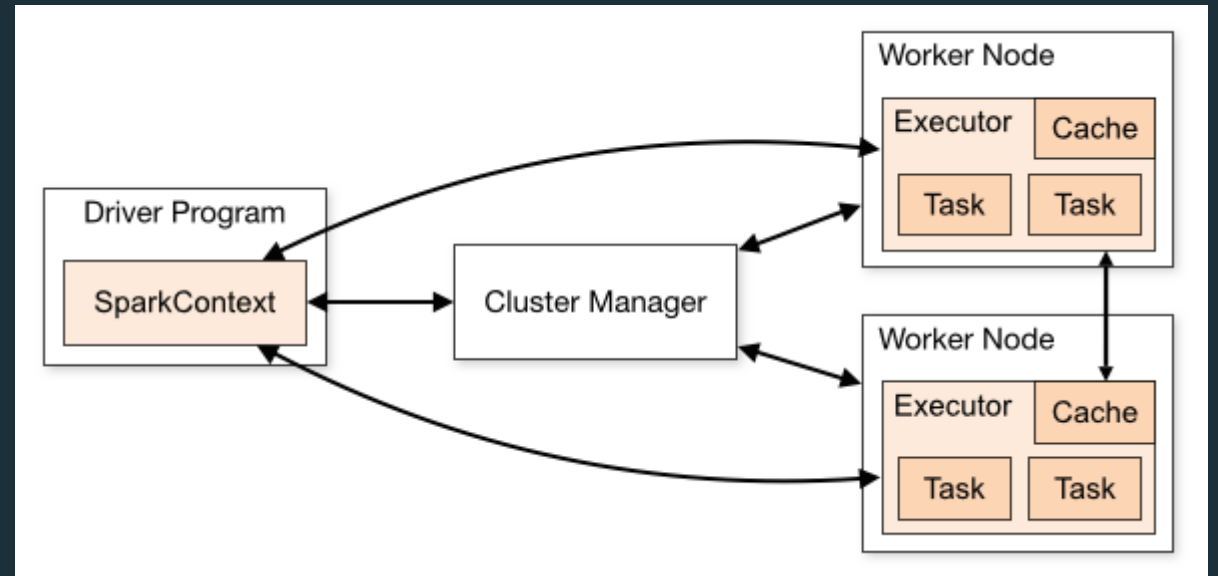 Worker Node
Executor
Cache
Task
Task
Driver Program
SparkContext
Cluster Manager
Worker Node
Executor
Cache
Task
Task